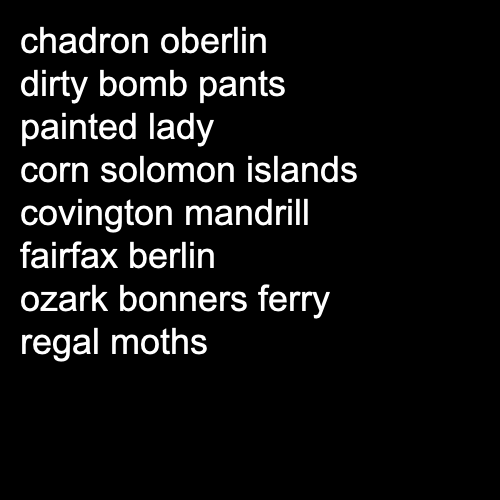 chadron oberlin
dirty bomb pants
painted lady
corn solomon islands
covington mandrill
fairfax berlin
ozark bonners ferry
regal moths